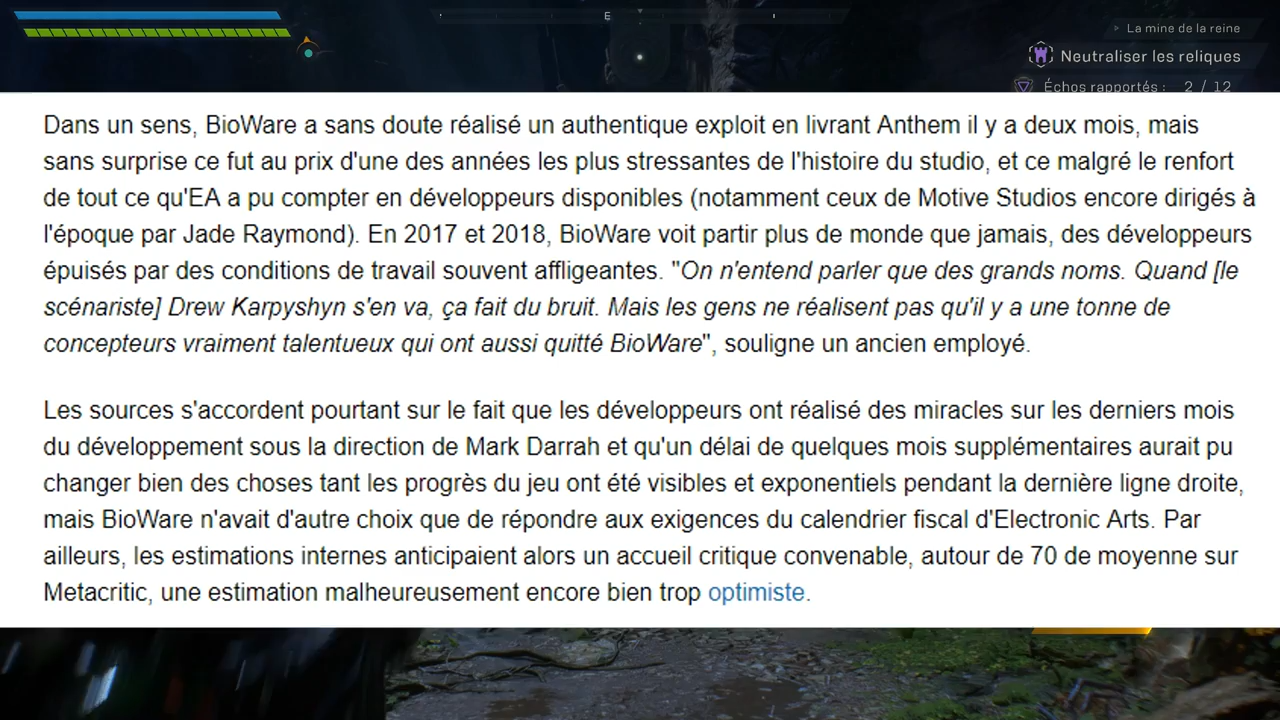 E
> La mine de la reine
Neutraliser les reliques
Échos rapportés : 2 / 12
Dans un sens, BioWare a sans doute réalisé un authentique exploit en livrant Anthem il y a deux mois, mais
sans surprise ce fut au prix d'une des années les plus stressantes de l'histoire du studio, et ce malgré le renfort
de tout ce qu'EA a pu compter en développeurs disponibles (notamment ceux de Motive Studios encore dirigés à
l'époque par Jade Raymond). En 2017 et 2018, BioWare voit partir plus de monde que jamais, des développeurs
épuisés par des conditions de travail souvent affligeantes. "On n'entend parler que des grands noms. Quand [le
scénariste] Drew Karpyshyn s'en va, ça fait du bruit. Mais les gens ne réalisent pas qu'il y a une tonne de
concepteurs vraiment talentueux qui ont aussi quitté BioWare", souligne un ancien employé.
Les sources s'accordent pourtant sur le fait que les développeurs ont réalisé des miracles sur les derniers mois
du développement sous la direction de Mark Darrah et qu'un délai de quelques mois supplémentaires aurait pu
changer bien des choses tant les progrès du jeu ont été visibles et exponentiels pendant la dernière ligne droite,
mais BioWare n'avait d'autre choix que de répondre aux exigences du calendrier fiscal d'Electronic Arts. Par
ailleurs, les estimations internes anticipaient alors un accueil critique convenable, autour de 70 de moyenne sur
Metacritic, une estimation malheureusement encore bien trop optimiste.